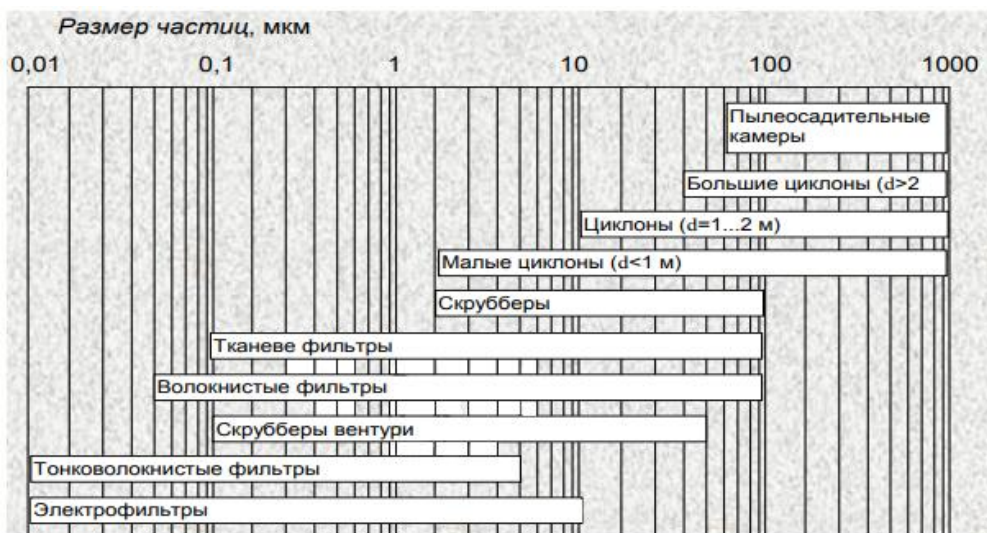 Размер частиц, мкм
0,01 0,1 1 10 100 1000
Пылеосадительные
камеры
Большие циклоны (d>2
Циклоны (d=1...2 м)
Малые циклоны (d<1 м)
Скрубберы
Тканеве фильтры
Волокнистые фильтры
Скрубберы вентури
Тонковолокнистые фильтры
Электрофильтры